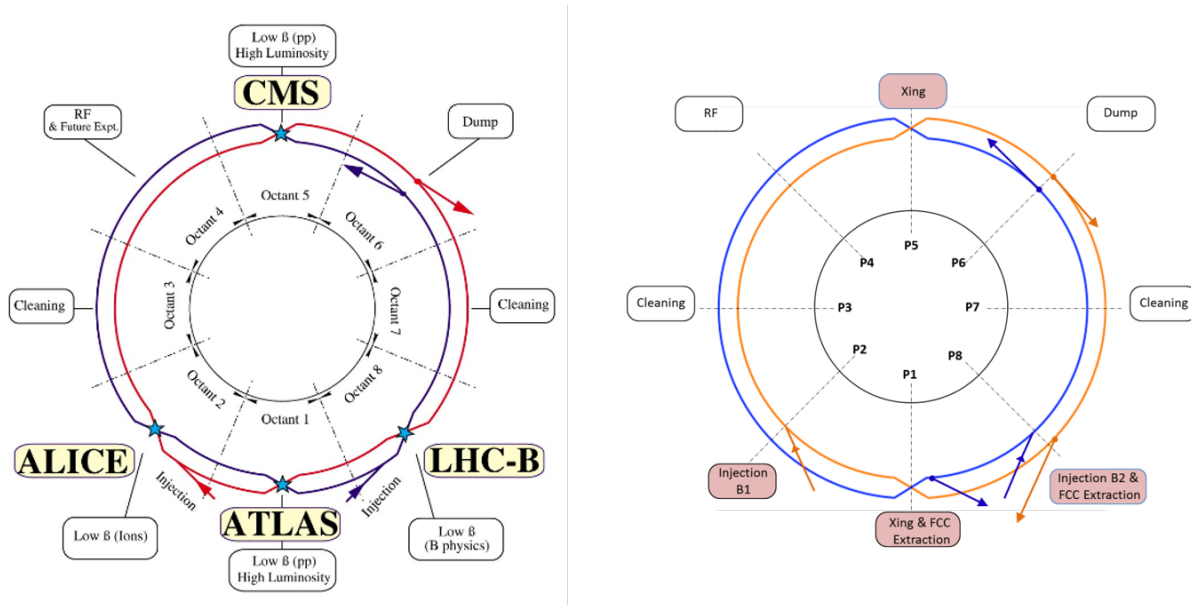 Low ß (pp)
High Luminosity
CMS
RF
& Future Expt.
Dump
Octant 5
Octant 4
Octant 6
Cleaning
Octant 3
Octant 7
Cleaning
Octant 2
Octant 8
Octant 1
ALICE
LHC-B
Injection
Injection
ATLAS
Low ß (Ions)
Low ß
(B physics)
Low ß (pp)
High Luminosity
Xing
RF
Dump
P5
P4
P6
Cleaning
P3
P7
Cleaning
P2
P8
P1
Injection
B1
Injection B2 &
FCC Extraction
Xing & FCC
Extraction